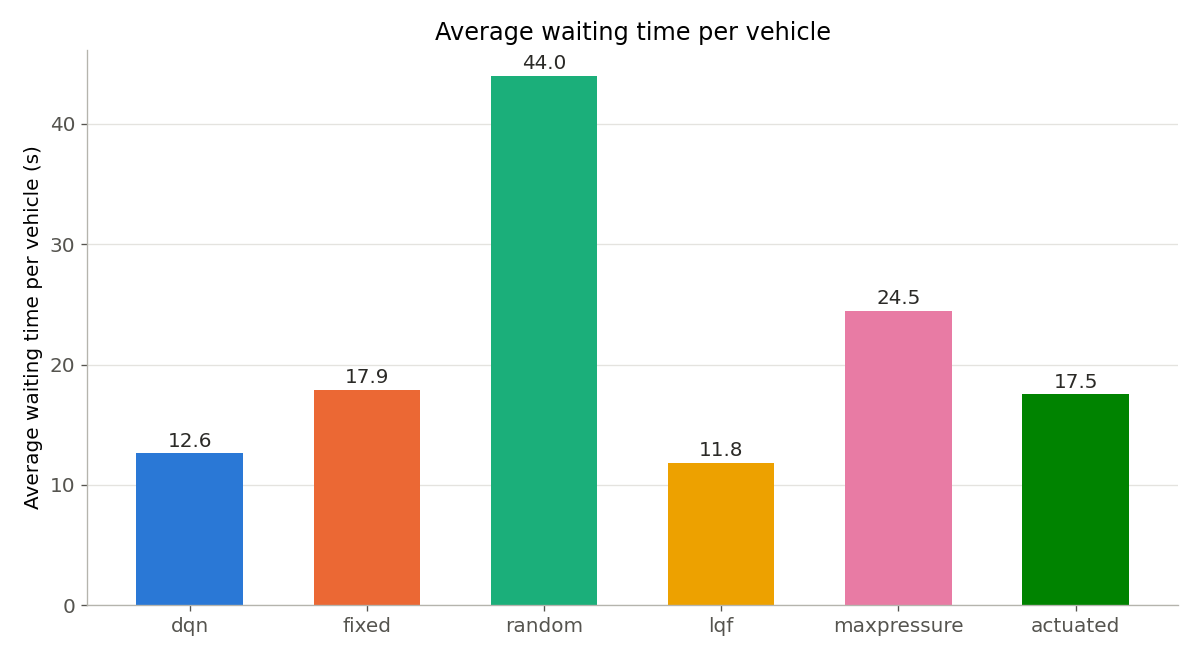 Average waiting time per vehicle
Average waiting time per vehicle (s)
40
30
20
10
0
12.6
17.9
44.0
11.8
24.5
17.5
dqn
fixed
random
lqf
maxpressure
actuated